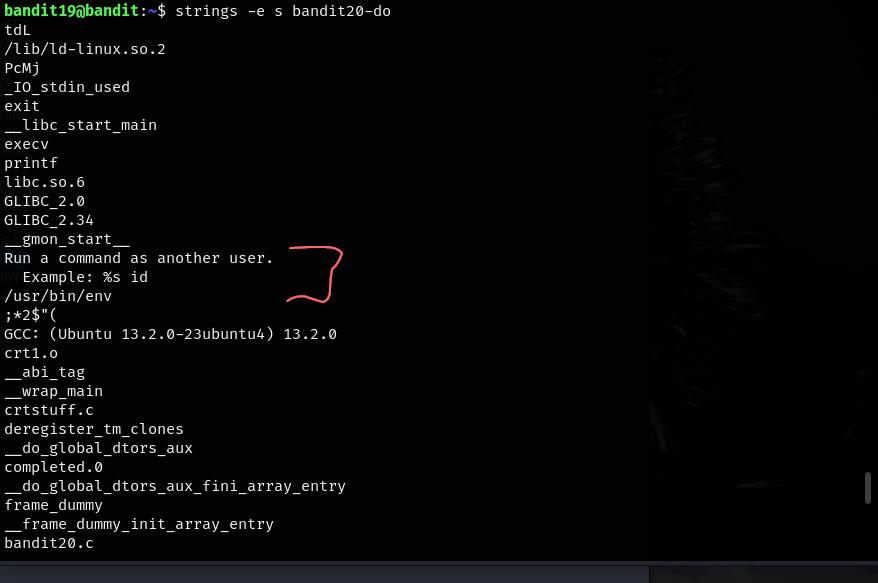 bandit19@bandit:~$ strings -e s bandit20-do
tdL
/lib/ld-linux.so.2
PcMj
_IO_stdin_used
exit
__libc_start_main
execv
printf
libc.so.6
GLIBC_2.0
GLIBC_2.34
__gmon_start__
Run a command as another user.
  Example: %s id
/usr/bin/env
;*2$"(
GCC: (Ubuntu 13.2.0-23ubuntu4) 13.2.0
crt1.o
__abi_tag
__wrap_main
crtstuff.c
deregister_tm_clones
__do_global_dtors_aux
completed.0
__do_global_dtors_aux_fini_array_entry
frame_dummy
__frame_dummy_init_array_entry
bandit20.c